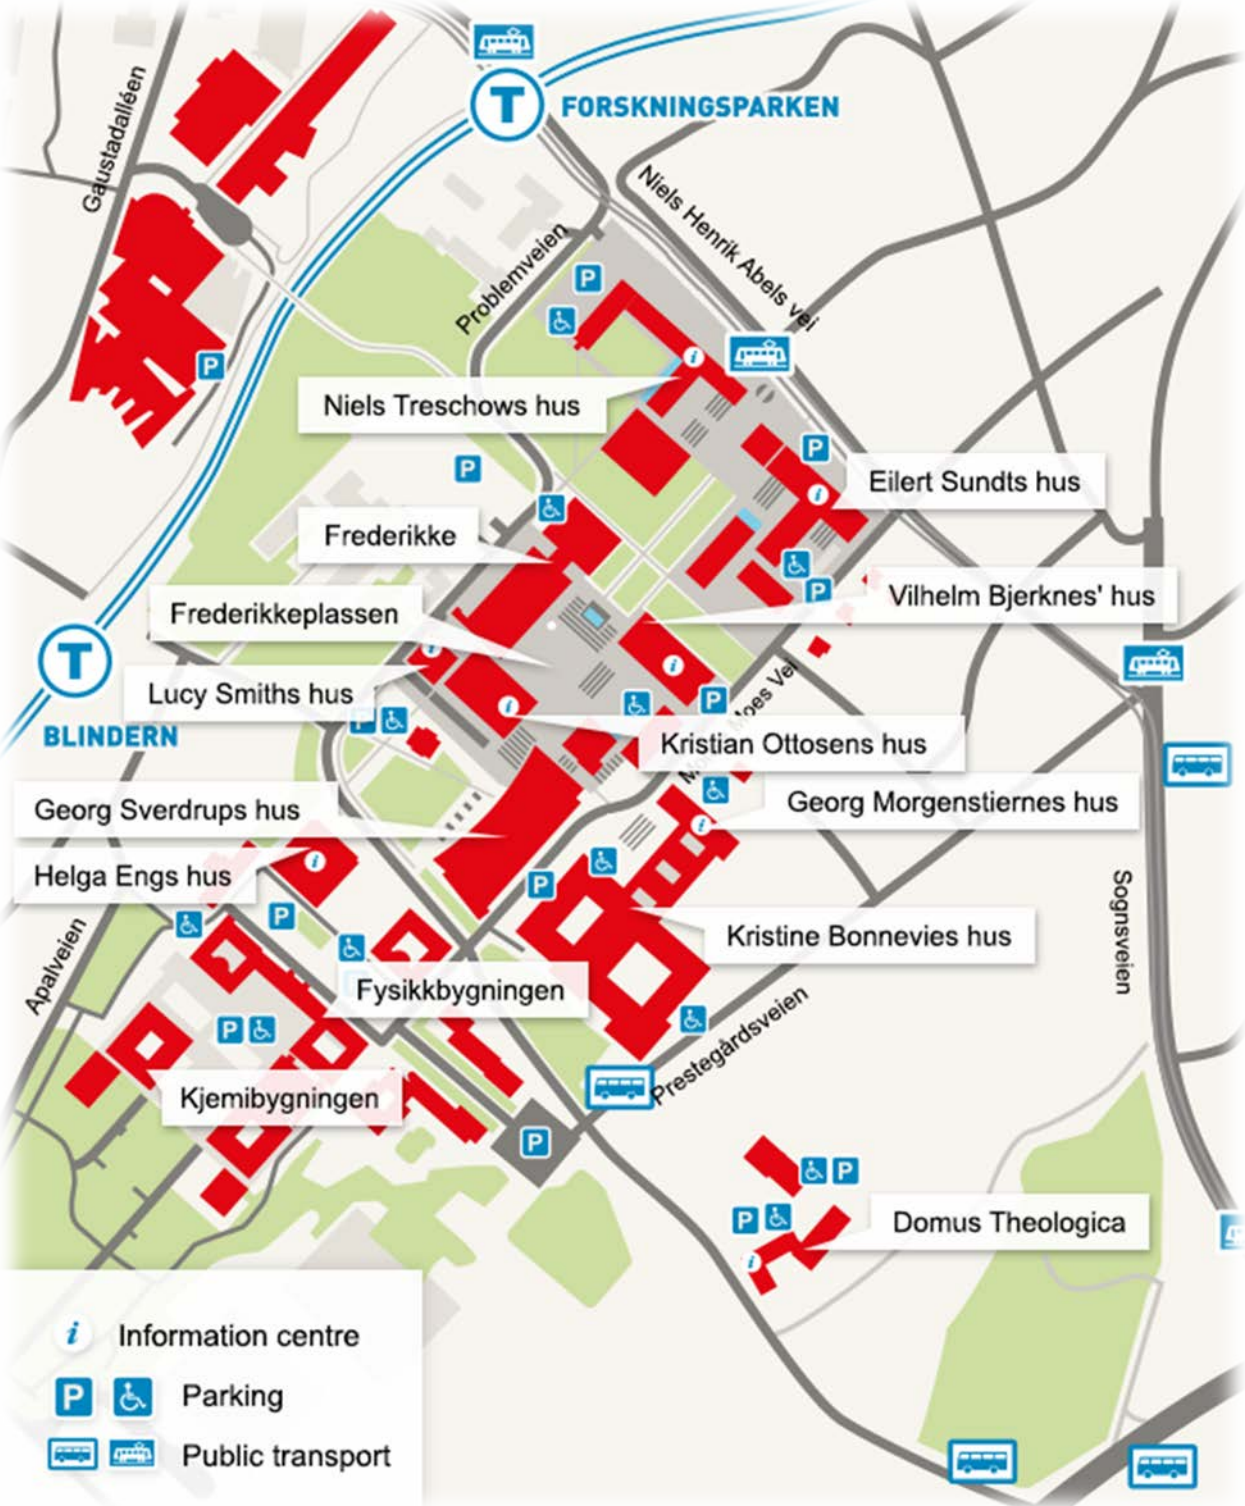 Gaustadalléen
T
FORSKNINGSPARKEN
Niels Henrik Abels vei
Problemveien
P
i
P
Niels Treschows hus
P
P
i
Eilert Sundts hus
Frederikke
P
Vilhelm Bjerknes' hus
Frederikkeplassen
T
BLINDERN
i
i
Lucy Smiths hus
i
P
P
Moes Vei
Kristian Ottosens hus
Georg Morgenstiernes hus
Georg Sverdrups hus
i
i
Helga Engs hus
P
P
Kristine Bonnevies hus
Sognsveien
Apalveien
Fysikkbygningen
P
Prestegårdsveien
Kjemibygningen
P
P
P
Domus Theologica
i
i Information centre
P Parking
Public transport